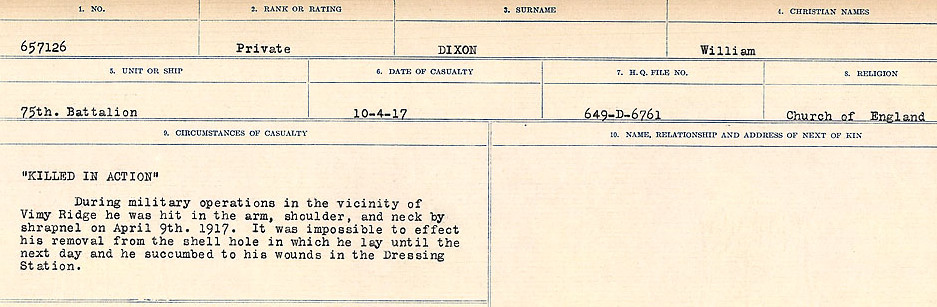 1. NO. 2. RANK OR RATING 3. SURNAME 4. CHRISTIAN NAMES
657126 Private DIXON William
5. UNIT OR SHIP 6. DATE OF CASUALTY 7. H.Q. FILE NO. 8. RELIGION
75th. Battalion 10-4-17 649-D-6761 Church of England
9. CIRCUMSTANCES OF CASUALTY 10. NAME, RELATIONSHIP AND ADDRESS OF NEXT OF KIN
"KILLED IN ACTION"
During military operations in the vicinity of
Vimy Ridge he was hit in the arm, shoulder, and neck by
shrapnel on April 9th. 1917. It was impossible to effect
his removal from the shell hole in which he lay until the
next day and he succumbed to his wounds in the Dressing
Station.